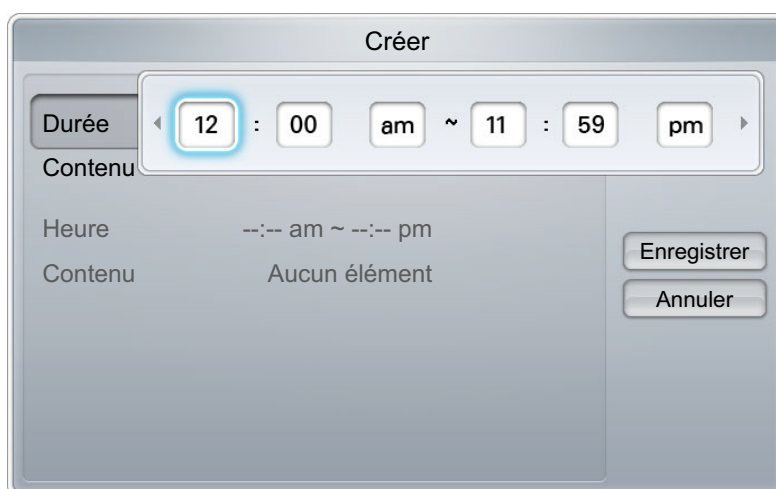 Créer
Durée 12 : 00 am ~ 11 : 59 pm
Contenu
Heure --:-- am ~ --:-- pm
Contenu Aucun élément
Enregistrer
Annuler